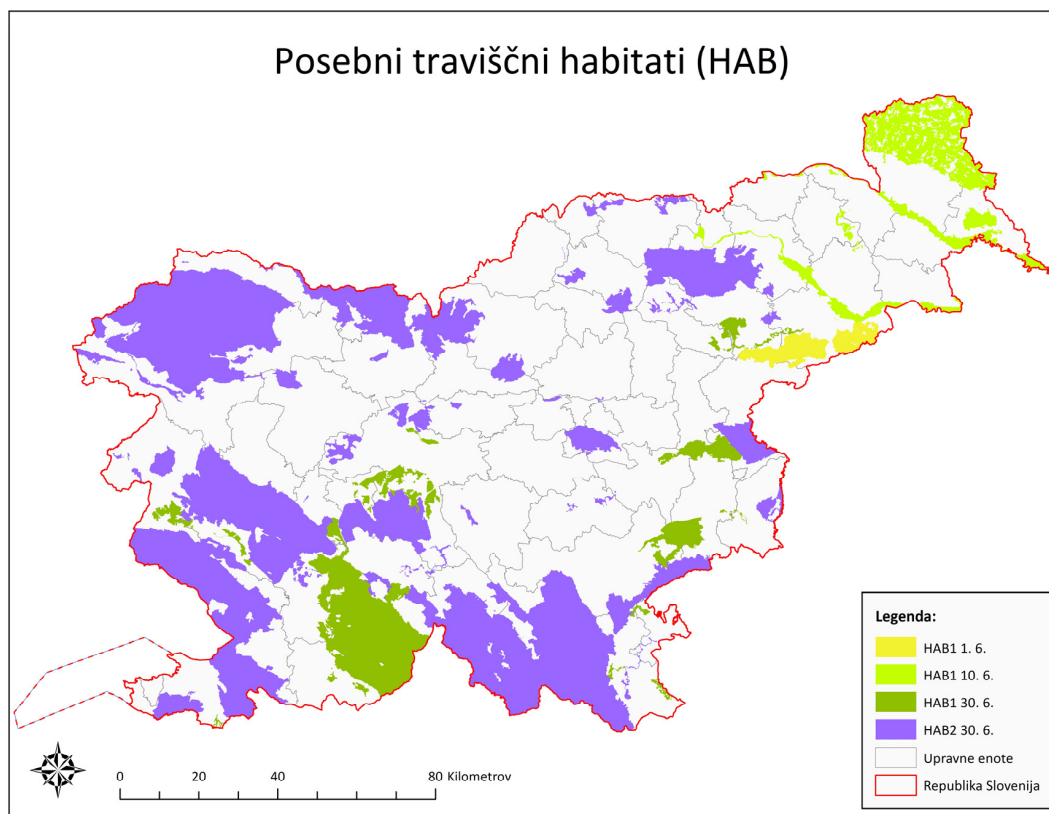 Posebni traviščni habitati (HAB)
Legenda:
HAB1 1. 6.
HAB1 10. 6.
HAB1 30. 6.
HAB2 30. 6.
Upravne enote
Republika Slovenija
0 20 40 80 Kilometrov